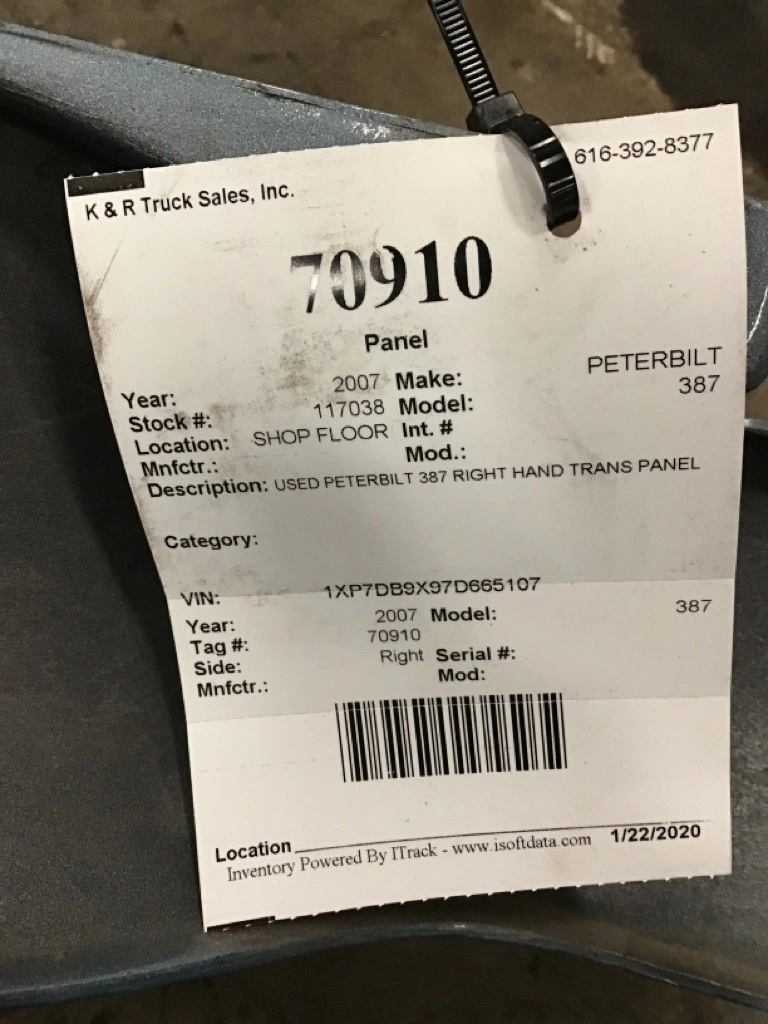 K & R Truck Sales, Inc. 616-392-8377
70910
Panel
Year: 2007 Make: PETERBILT
Stock #: 117038 Model: 387
Location: SHOP FLOOR Int. #
Mnfctr.: Mod.:
Description: USED PETERBILT 387 RIGHT HAND TRANS PANEL
Category:
VIN: 1XP7DB9X97D665107
Year: 2007 Model: 387
Tag #: 70910
Side: Right Serial #:
Mnfctr.: Mod:
Location
Inventory Powered By ITrack - www.isoftdata.com 1/22/2020